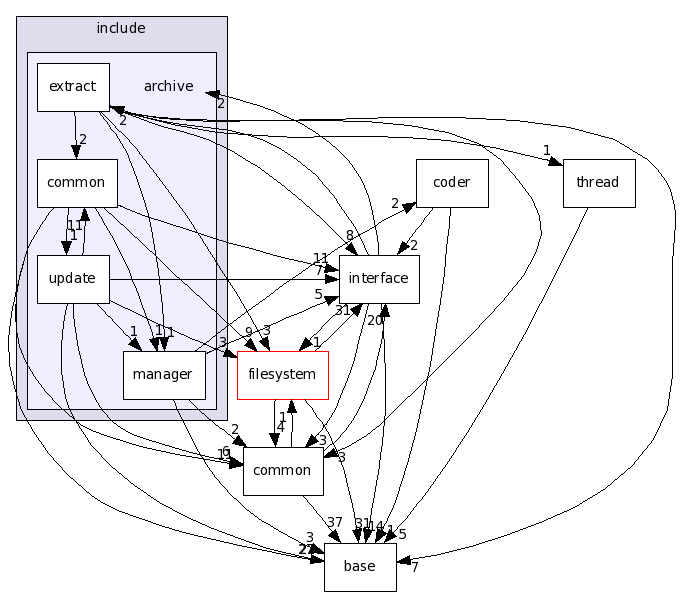 include
extract
archive
2
2
2
1
common
coder
thread
2
11
1
8
2
11
7
update
interface
5
31
20
1
1
1
3
9
3
1
manager
filesystem
1
4
2
6
3
3
common
37
31
14
1
5
3
7
base